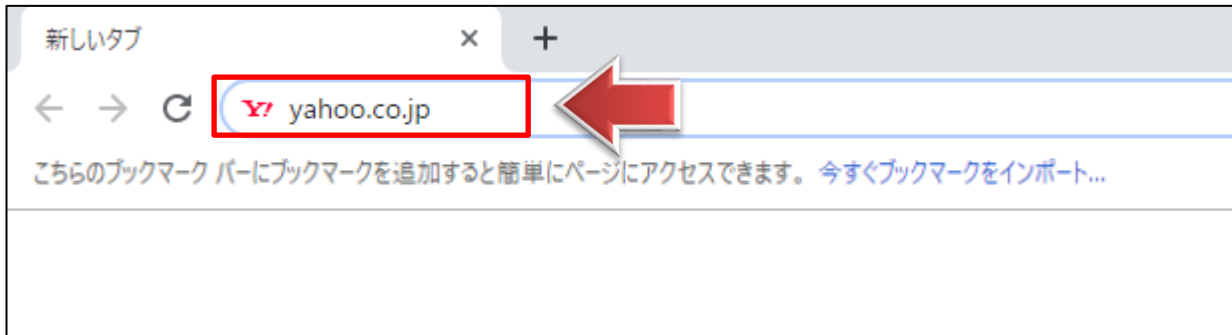 新しいタブ
Y! yahoo.co.jp
こちらのブックマーク バーにブックマークを追加すると簡単にページにアクセスできます。 今すぐブックマークをインポート...